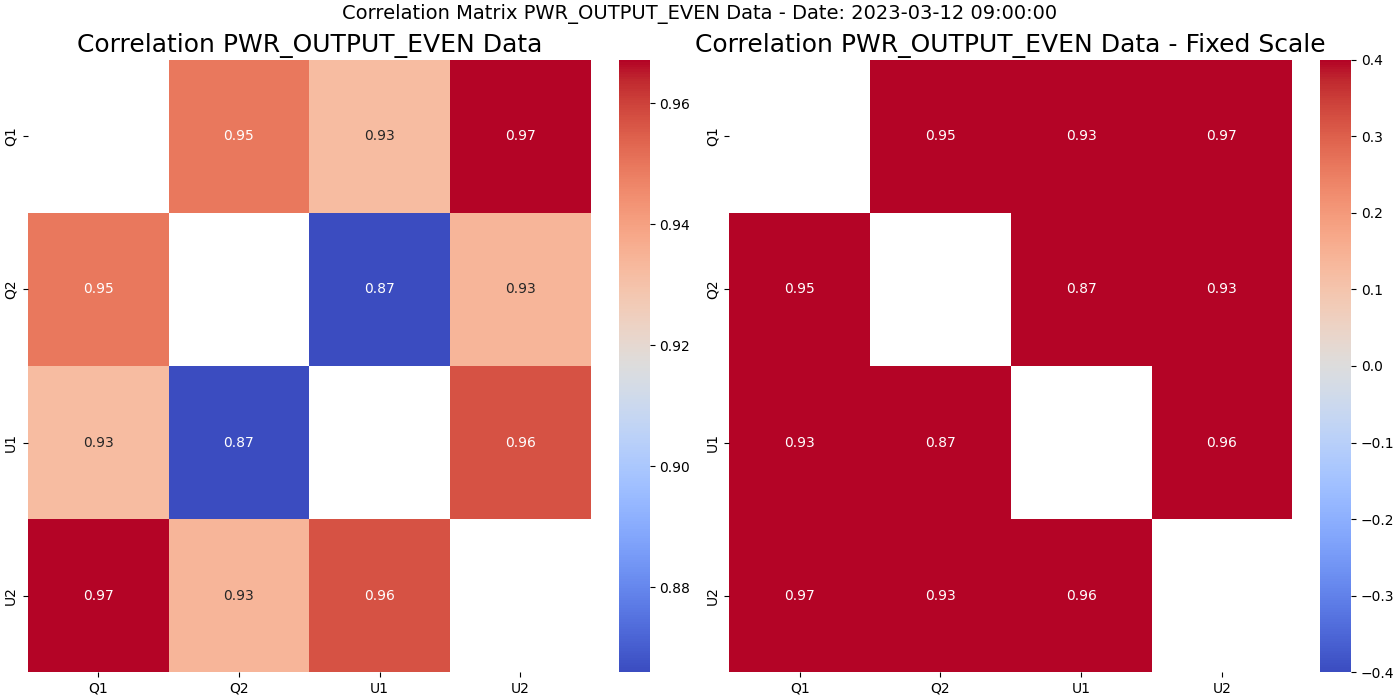 Correlation Matrix PWR_OUTPUT_EVEN Data - Date: 2023-03-12 09:00:00
Correlation PWR_OUTPUT_EVEN Data
Q1
Q2
U1
U2
0.95
0.93
0.97
0.95
0.87
0.93
0.93
0.87
0.96
0.97
0.93
0.96
Q1
Q2
U1
U2
0.96
0.94
0.92
0.90
0.88
Correlation PWR_OUTPUT_EVEN Data - Fixed Scale
Q1
Q2
U1
U2
0.95
0.93
0.97
0.95
0.87
0.93
0.93
0.87
0.96
0.97
0.93
0.96
Q1
Q2
U1
U2
0.4
0.3
0.2
0.1
0.0
−0.1
−0.2
−0.3
−0.4